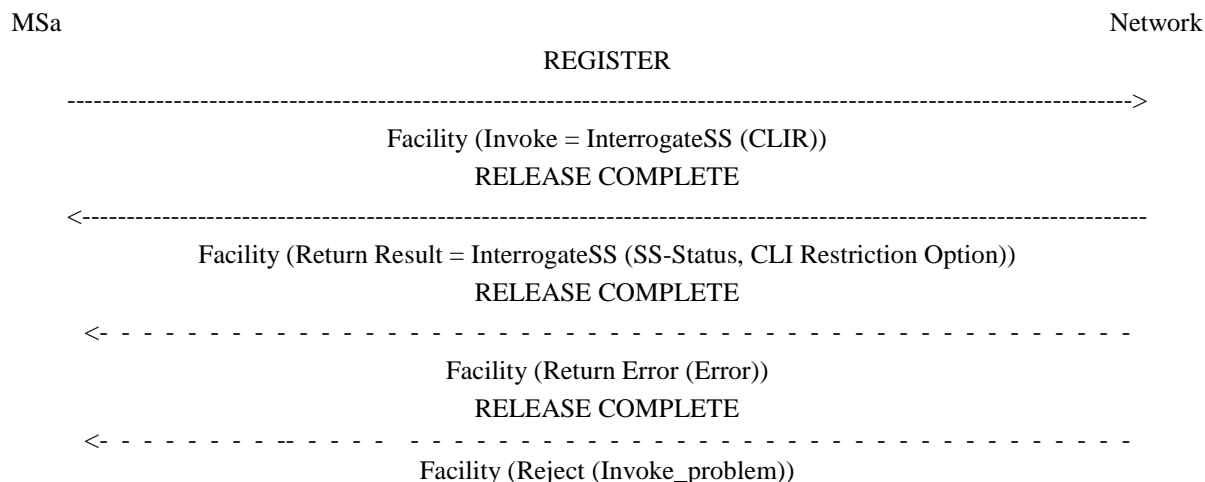 MSa Network
REGISTER
------------------------------------------------------------------------------------------------------------------------>
Facility (Invoke = InterrogateSS (CLIR))
RELEASE COMPLETE
<------------------------------------------------------------------------------------------------------------------------
Facility (Return Result = InterrogateSS (SS-Status, CLI Restriction Option))
RELEASE COMPLETE
<- - - - - - - - - - - - - - - - - - - - - - - - - - - - - - - - - - - - - - - - - - - - - - -
Facility (Return Error (Error))
RELEASE COMPLETE
<- - - - - - - - -- - - - - - - - - - - - - - - - - - - - - - - - - - - - - - - - - - - - - -
Facility (Reject (Invoke_problem))